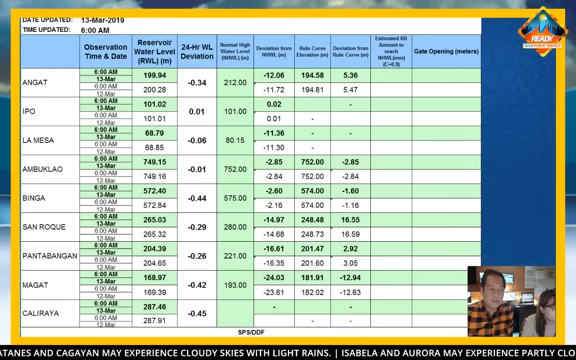 DATE UPDATED: 13-Mar-2019
TIME UPDATED: 6:00 AM
READY
Observation Time & Date Reservoir Water Level (RWL) (m) 24-Hr WL Deviation Normal High Water Level (NHWL) (m) Deviation from NHWL (m) Rule Curve Elevation (m) Deviation from Rule Curve (m) Estimated RR Amount to reach NHWL(mm) (C=0.9) Gate Opening (meters)
ANGAT 6:00 AM 13-Mar 199.94 -0.34 212.00 -12.06 194.58 5.36
6:00 AM 12-Mar 200.28 -11.72 194.81 5.47
IPO 6:00 AM 13-Mar 101.02 0.01 101.00 0.02 -
6:00 AM 12-Mar 101.01 0.01 -
LA MESA 6:00 AM 13-Mar 68.79 -0.06 80.15 -11.36 -
6:00 AM 12-Mar 68.85 -11.30 -
AMBUKLAO 6:00 AM 13-Mar 749.15 -0.01 752.00 -2.85 752.00 -2.85
6:00 AM 12-Mar 749.16 -2.84 752.00 -2.84
BINGA 6:00 AM 13-Mar 572.40 -0.44 575.00 -2.60 574.00 -1.60
6:00 AM 12-Mar 572.84 -2.16 574.00 -1.16
SAN ROQUE 6:00 AM 13-Mar 265.03 -0.29 280.00 -14.97 248.48 16.55
6:00 AM 12-Mar 265.32 -14.68 248.73 16.59
PANTABANGAN 6:00 AM 13-Mar 204.39 -0.26 221.00 -16.61 201.47 2.92
6:00 AM 12-Mar 204.65 -16.35 201.60 3.05
MAGAT 6:00 AM 13-Mar 168.97 -0.42 193.00 -24.03 181.91 -12.94
6:00 AM 12-Mar 169.39 -23.61 182.02 -12.63
CALIRAYA 6:00 AM 13-Mar 287.46 -0.45 - -
6:00 AM 12-Mar 287.91 - -
SPS/DDF
ATANES AND CAGAYAN MAY EXPERIENCE CLOUDY SKIES WITH LIGHT RAINS. | ISABELA AND AURORA MAY EXPERIENCE PARTLY CLO